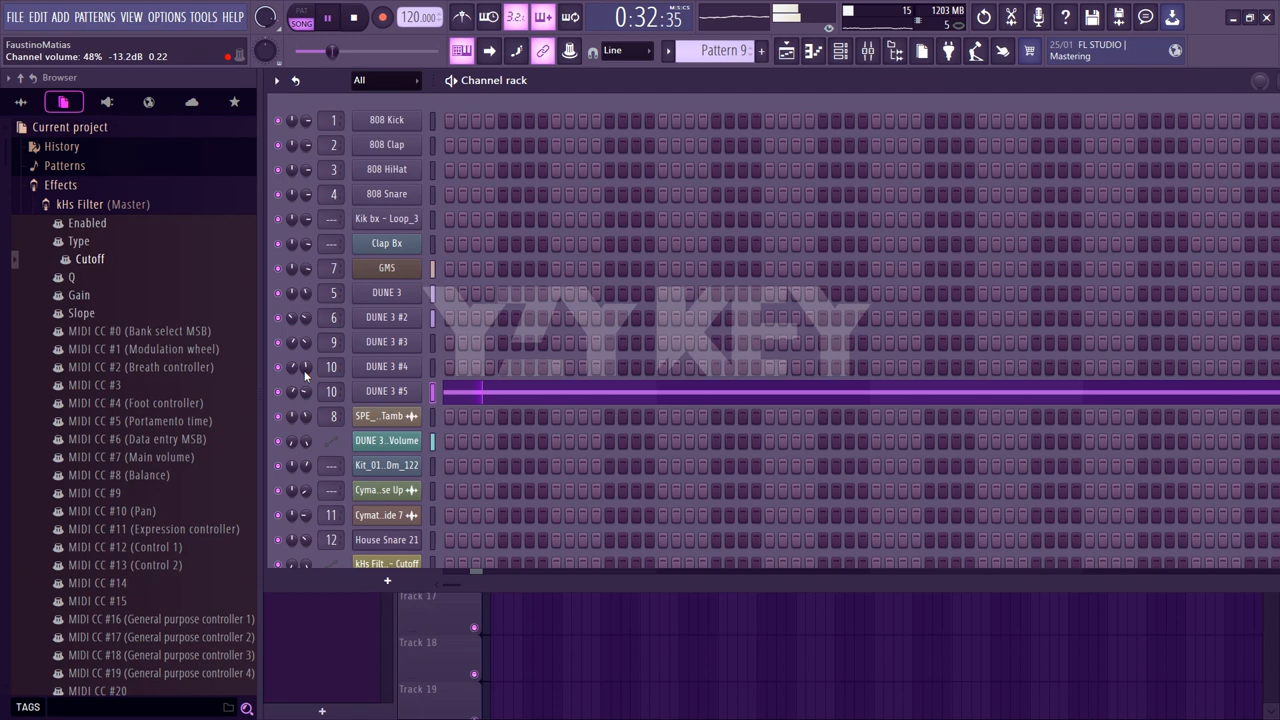 FILE EDIT ADD PATTERNS VIEW OPTIONS TOOLS HELP
PAT
SONG
120.000
3.2.1
0:32:35
M:S:CS
15
1203 MB
5
FaustinoMatias
Channel volume: 48% -13.2dB 0.22
Line
Pattern 9
+
25/01 FL STUDIO |
Mastering
Browser
All
Channel rack
Current project
History
Patterns
Effects
kHs Filter (Master)
Enabled
Type
Cutoff
Q
Gain
Slope
MIDI CC #0 (Bank select MSB)
MIDI CC #1 (Modulation wheel)
MIDI CC #2 (Breath controller)
MIDI CC #3
MIDI CC #4 (Foot controller)
MIDI CC #5 (Portamento time)
MIDI CC #6 (Data entry MSB)
MIDI CC #7 (Main volume)
MIDI CC #8 (Balance)
MIDI CC #9
MIDI CC #10 (Pan)
MIDI CC #11 (Expression controller)
MIDI CC #12 (Control 1)
MIDI CC #13 (Control 2)
MIDI CC #14
MIDI CC #15
MIDI CC #16 (General purpose controller 1)
MIDI CC #17 (General purpose controller 2)
MIDI CC #18 (General purpose controller 3)
MIDI CC #19 (General purpose controller 4)
MIDI CC #20
TAGS
1 808 Kick
2 808 Clap
3 808 HiHat
4 808 Snare
--- Kik bx - Loop_3
--- Clap Bx
7 GMS
5 DUNE 3
6 DUNE 3 #2
9 DUNE 3 #3
10 DUNE 3 #4
10 DUNE 3 #5
8 SPE_...Tamb
DUNE 3..Volume
--- Kit_01..Dm_122
--- Cyma..se Up
11 Cymat..ide 7
12 House Snare 21
kHs Filt..- Cutoff
+
Track 17
Track 18
Track 19
+
YZYKEY